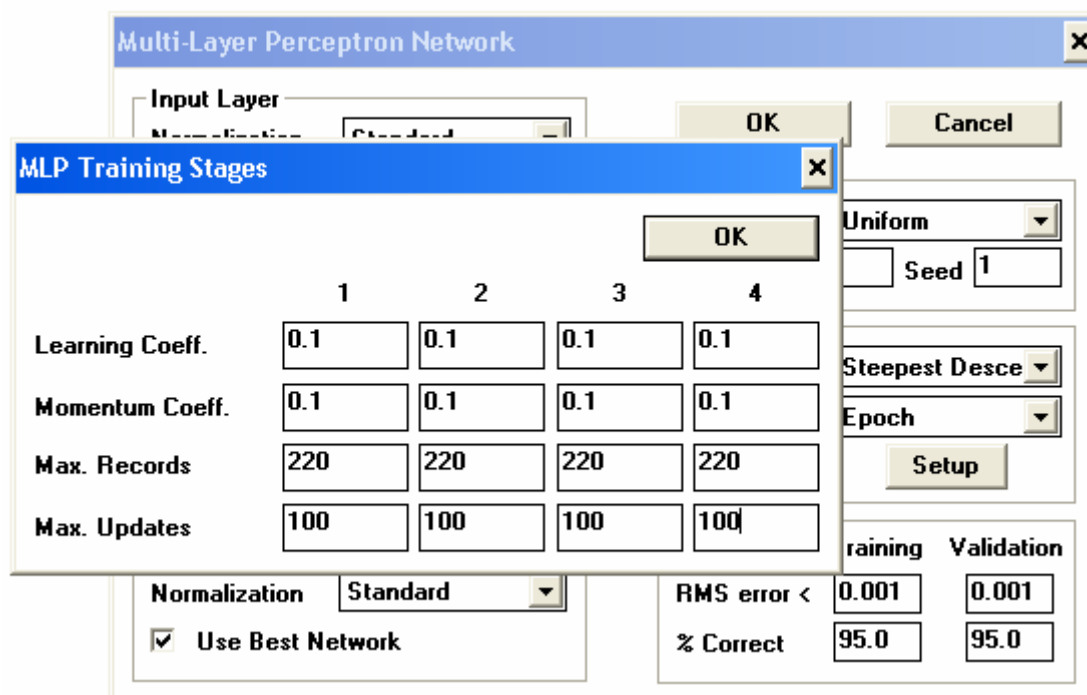 Multi-Layer Perceptron Network
Input Layer
OK Cancel
Normalization Standard
MLP Training Stages
OK
Uniform
Seed 1
1 2 3 4
Learning Coeff. 0.1 0.1 0.1 0.1
Steepest Desce
Momentum Coeff. 0.1 0.1 0.1 0.1
Epoch
Max. Records 220 220 220 220
Setup
Max. Updates 100 100 100 100
raining Validation
Normalization Standard
RMS error < 0.001 0.001
Use Best Network
% Correct 95.0 95.0